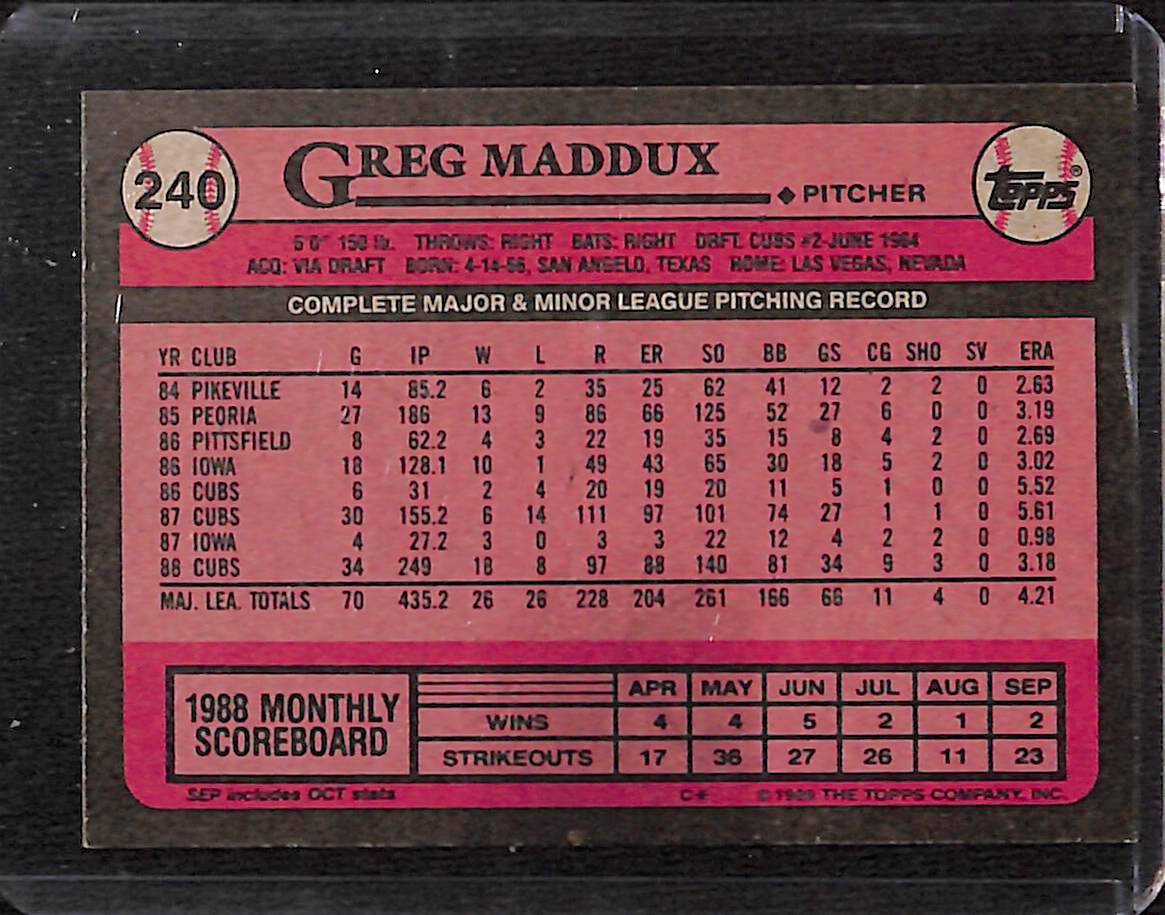 240 GREG MADDUX ◆ PITCHER topps®
6'0" 150 lb. THROWS: RIGHT BATS: RIGHT DRFT: CUBS #2-JUNE 1984
ACQ: VIA DRAFT BORN: 4-14-66, SAN ANGELO, TEXAS HOME: LAS VEGAS, NEVADA
COMPLETE MAJOR & MINOR LEAGUE PITCHING RECORD
YR CLUB G IP W L R ER SO BB GS CG SHO SV ERA
84 PIKEVILLE 14 85.2 6 2 35 25 62 41 12 2 2 0 2.63
85 PEORIA 27 186 13 9 86 66 125 52 27 6 0 0 3.19
86 PITTSFIELD 8 62.2 4 3 22 19 35 15 8 4 2 0 2.69
86 IOWA 18 128.1 10 1 49 43 65 30 18 5 2 0 3.02
86 CUBS 6 31 2 4 20 19 20 11 5 1 0 0 5.52
87 CUBS 30 155.2 6 14 111 97 101 74 27 1 1 0 5.61
87 IOWA 4 27.2 3 0 3 3 22 12 4 2 2 0 0.98
88 CUBS 34 249 18 8 97 88 140 81 34 9 3 0 3.18
MAJ. LEA. TOTALS 70 435.2 26 26 228 204 261 166 66 11 4 0 4.21
1988 MONTHLY SCOREBOARD
APR MAY JUN JUL AUG SEP
WINS 4 4 5 2 1 2
STRIKEOUTS 17 36 27 26 11 23
SEP includes OCT stats C* © 1989 THE TOPPS COMPANY, INC.